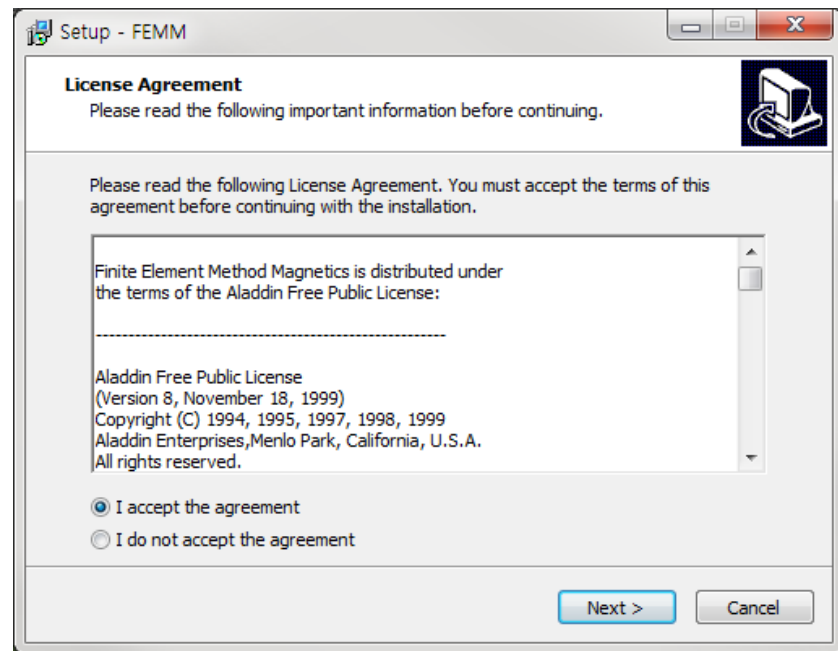 Setup - FEMM
License Agreement
Please read the following important information before continuing.
Please read the following License Agreement. You must accept the terms of this
agreement before continuing with the installation.
Finite Element Method Magnetics is distributed under
the terms of the Aladdin Free Public License:
------------------------------------------------------
Aladdin Free Public License
(Version 8, November 18, 1999)
Copyright (C) 1994, 1995, 1997, 1998, 1999
Aladdin Enterprises,Menlo Park, California, U.S.A.
All rights reserved.
I accept the agreement
I do not accept the agreement
Next >
Cancel